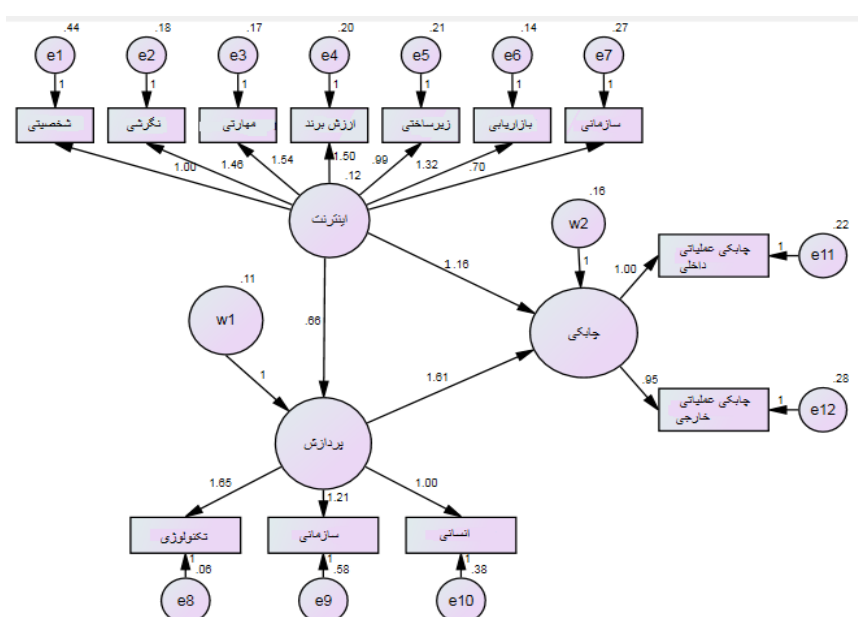 .44 .18 .17 .20 .21 .14 .27
e1 e2 e3 e4 e5 e6 e7
1 1 1 1 1 1 1
شخصیتی نگرشی مهارتی ارزش برند زیرساختی بازاریابی سازمانی
1.00 1.46 1.54 1.50 .99 1.32 .70
.12
اینترنت
.16
w2
1
.22
چابکی عملیاتی
داخلی
1
e11
1.16
1.00
.11
w1
.66
چابکی
1
1.61
.95
.28
چابکی عملیاتی
خارجی
1
e12
پردازش
1.65 1.21 1.00
تکنولوژی سازمانی انسانی
1 1 1
.06 .58 .38
e8 e9 e10